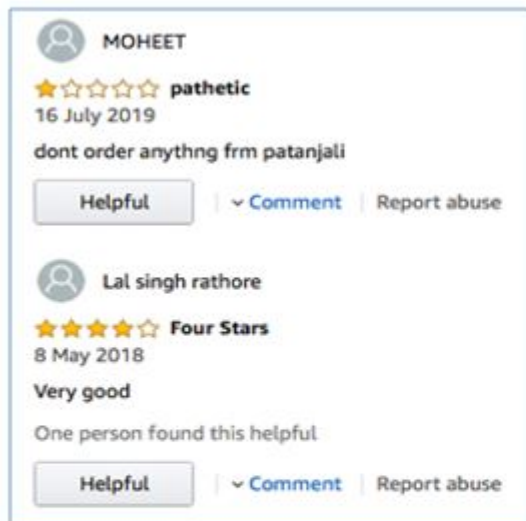 MOHEET
pathetic
16 July 2019
dont order anythng frm patanjali
Helpful Comment Report abuse
Lal singh rathore
Four Stars
8 May 2018
Very good
One person found this helpful
Helpful Comment Report abuse